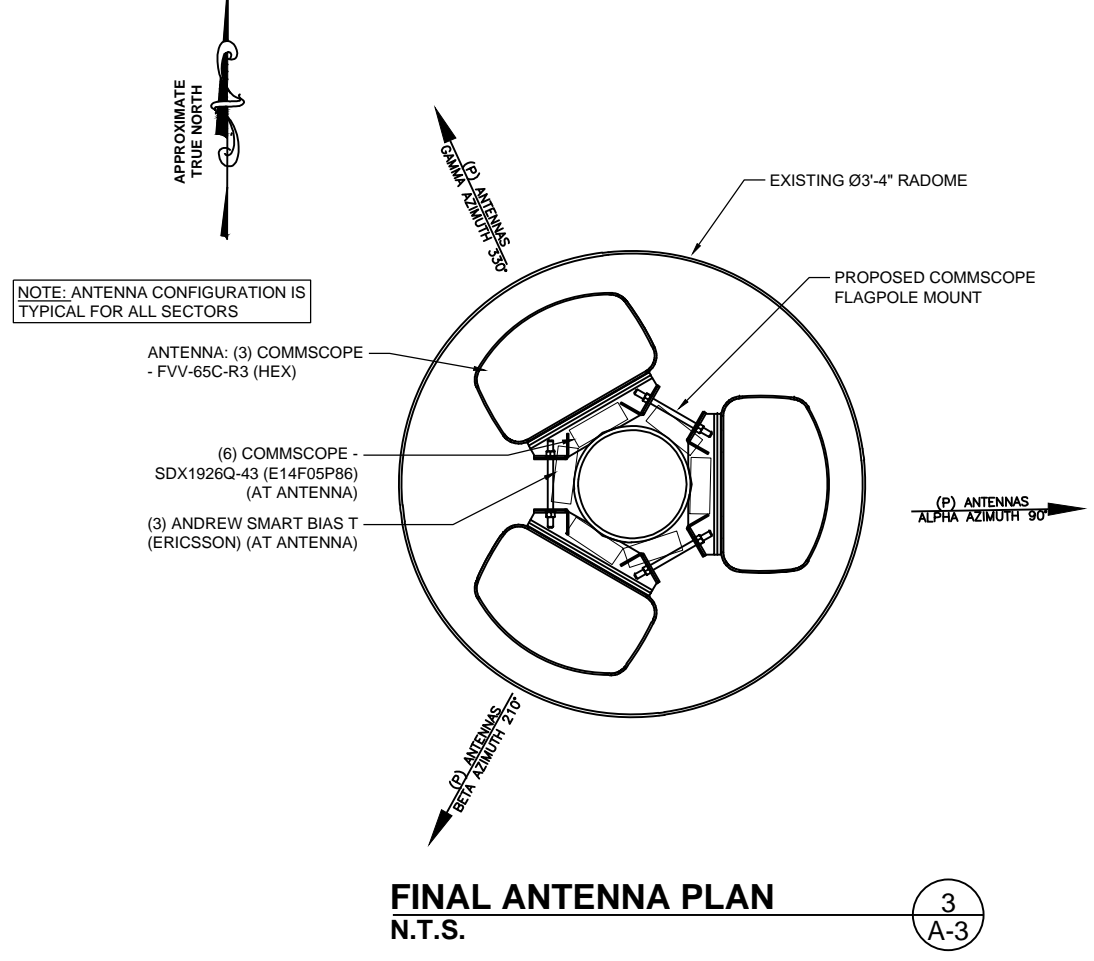 APPROXIMATE
TRUE NORTH
(P) ANTENNAS
GAMMA AZIMUTH 330°
EXISTING Ø3'-4" RADOME
PROPOSED COMMSCOPE
FLAGPOLE MOUNT
NOTE: ANTENNA CONFIGURATION IS
TYPICAL FOR ALL SECTORS
ANTENNA: (3) COMMSCOPE
- FVV-65C-R3 (HEX)
(6) COMMSCOPE -
SDX1926Q-43 (E14F05P86)
(AT ANTENNA)
(3) ANDREW SMART BIAS T
(ERICSSON) (AT ANTENNA)
(P) ANTENNAS
ALPHA AZIMUTH 90°
(P) ANTENNAS
BETA AZIMUTH 210°
FINAL ANTENNA PLAN
N.T.S.
3
A-3